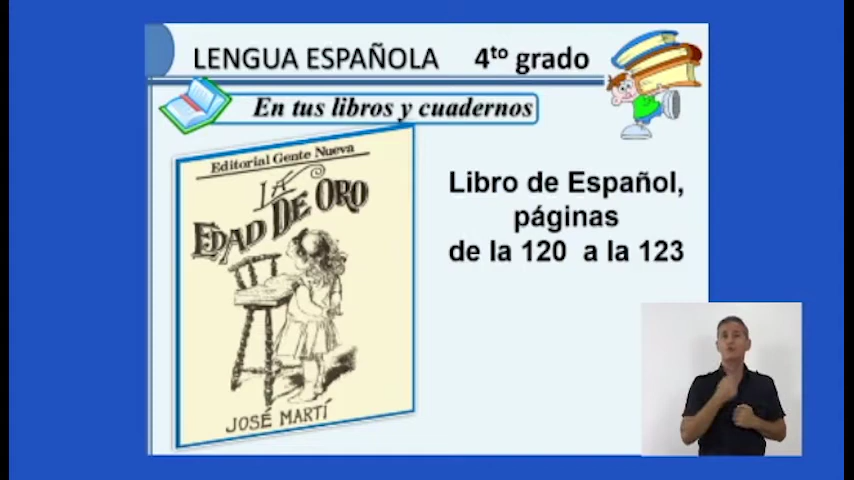 LENGUA ESPAÑOLA 4to grado
En tus libros y cuadernos
Editorial Gente Nueva
LA
EDAD DE ORO
JOSÉ MARTÍ
Libro de Español,
páginas
de la 120 a la 123